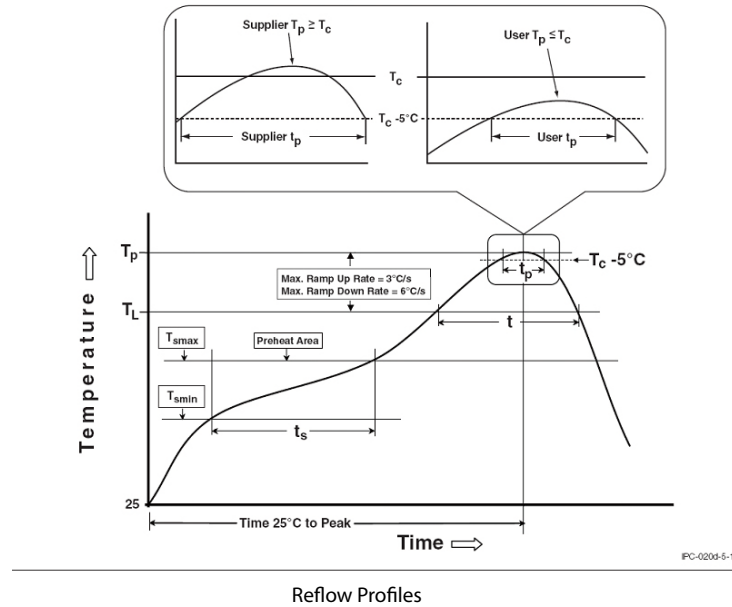 Supplier Tp ≥ Tc
User Tp ≤ Tc
Tc
Tc -5°C
Supplier tp
User tp
Tp
Tc -5°C
tp
Max. Ramp Up Rate = 3°C/s
Max. Ramp Down Rate = 6°C/s
TL
t
Tsmax
Preheat Area
Tsmin
ts
Temperature
25
Time 25°C to Peak
Time
IPC-020d-5-1
Reflow Profiles